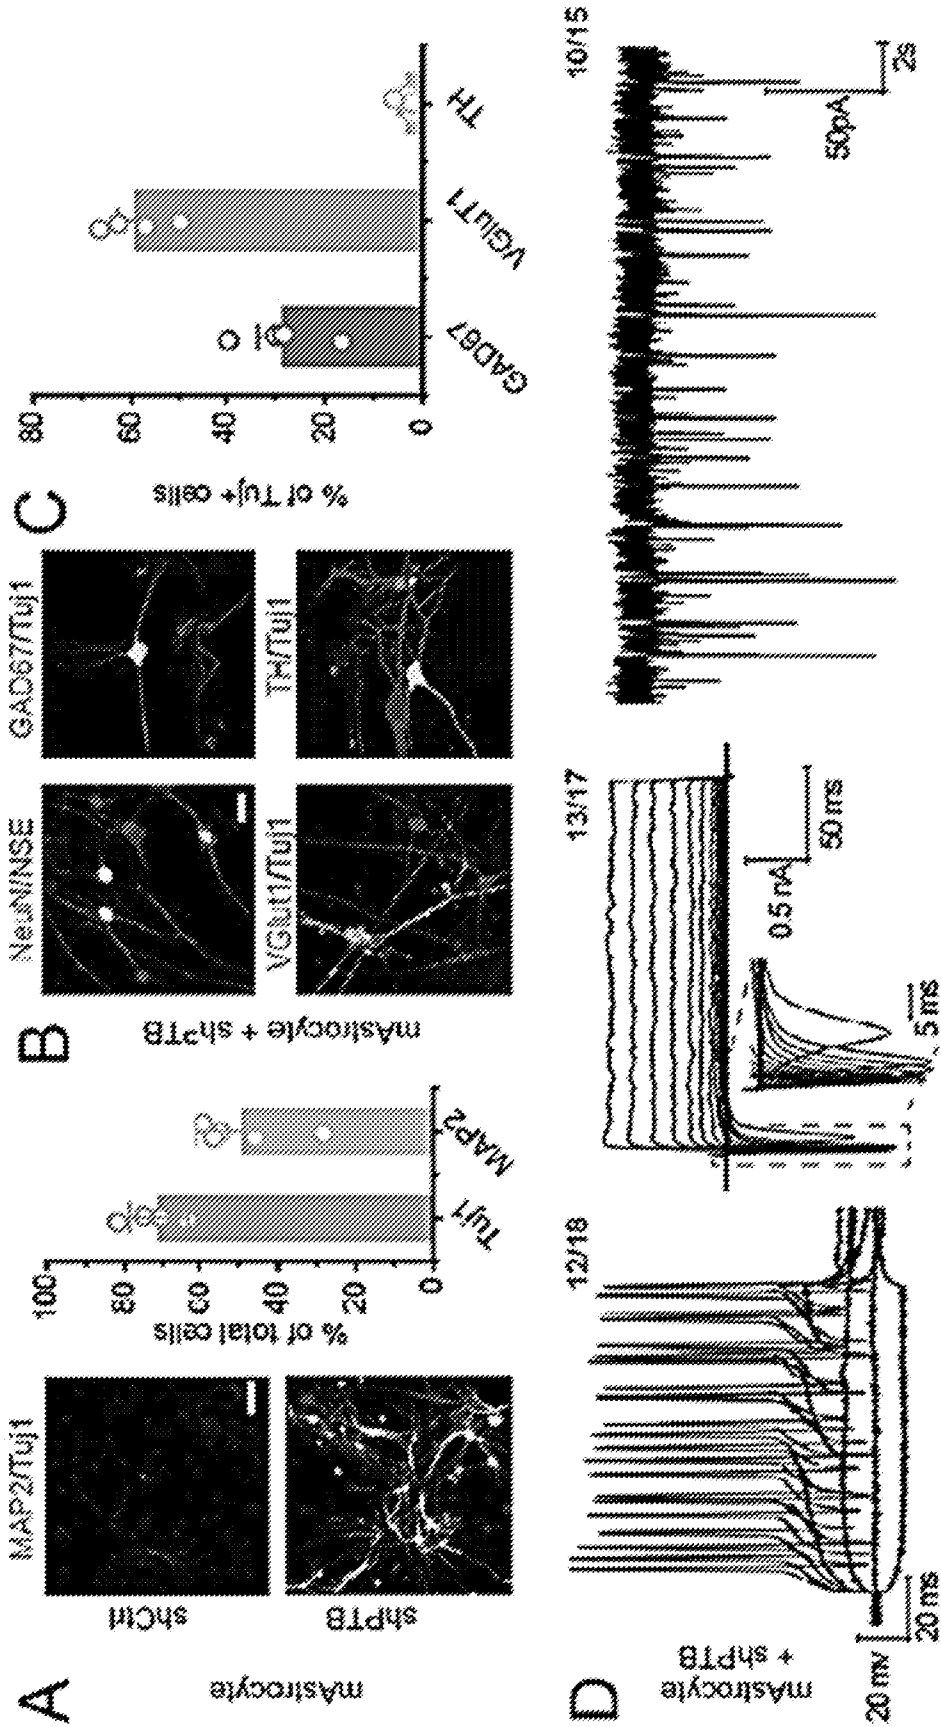 A
MAP2/Tuj1
mAstrocyte
shCtrl
shPTB
% of total cells
100
80
60
40
20
0
Tuj1
MAP2
B
NeuN/NSE
GAD67/Tuj1
mAstrocyte + shPTB
VGlut1/Tuj1
TH/Tuj1
C
% of Tuj+ cells
80
60
40
20
0
GAD67
VGluT1
TH
D
mAstrocyte
+ shPTB
12/18
20 mv
20 ms
13/17
0.5 nA
50 ms
5 ms
10/15
50pA
2s